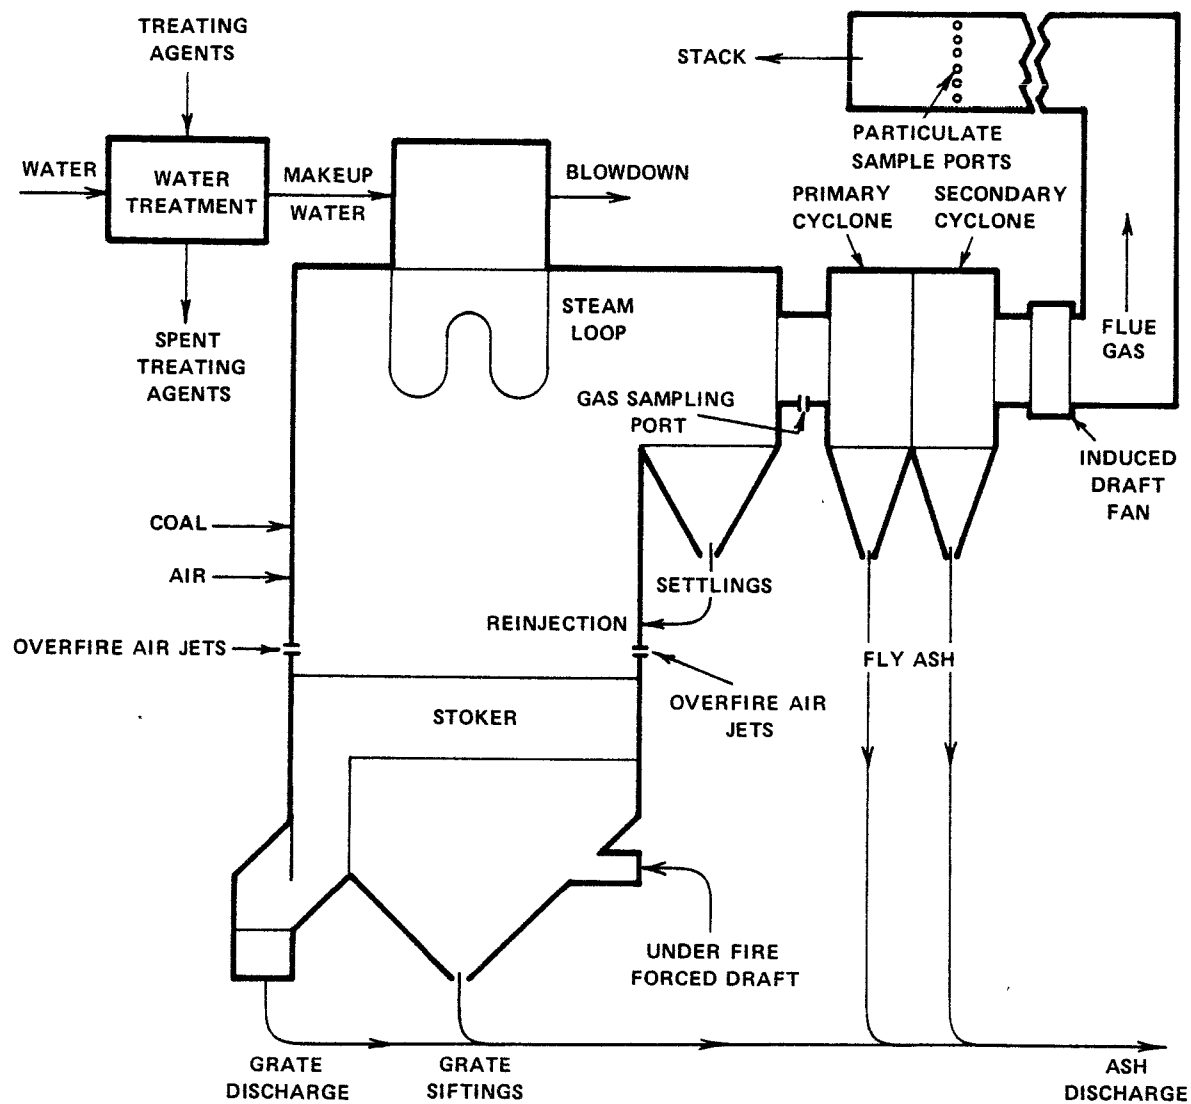 TREATING
AGENTS
STACK
PARTICULATE
SAMPLE PORTS
WATER
WATER
TREATMENT
MAKEUP
WATER
BLOWDOWN
PRIMARY
CYCLONE
SECONDARY
CYCLONE
SPENT
TREATING
AGENTS
STEAM
LOOP
FLUE
GAS
GAS SAMPLING
PORT
INDUCED
DRAFT
FAN
COAL
AIR
SETTLINGS
REINJECTION
OVERFIRE AIR JETS
FLY ASH
OVERFIRE AIR
JETS
STOKER
UNDER FIRE
FORCED DRAFT
GRATE
DISCHARGE
GRATE
SIFTINGS
ASH
DISCHARGE